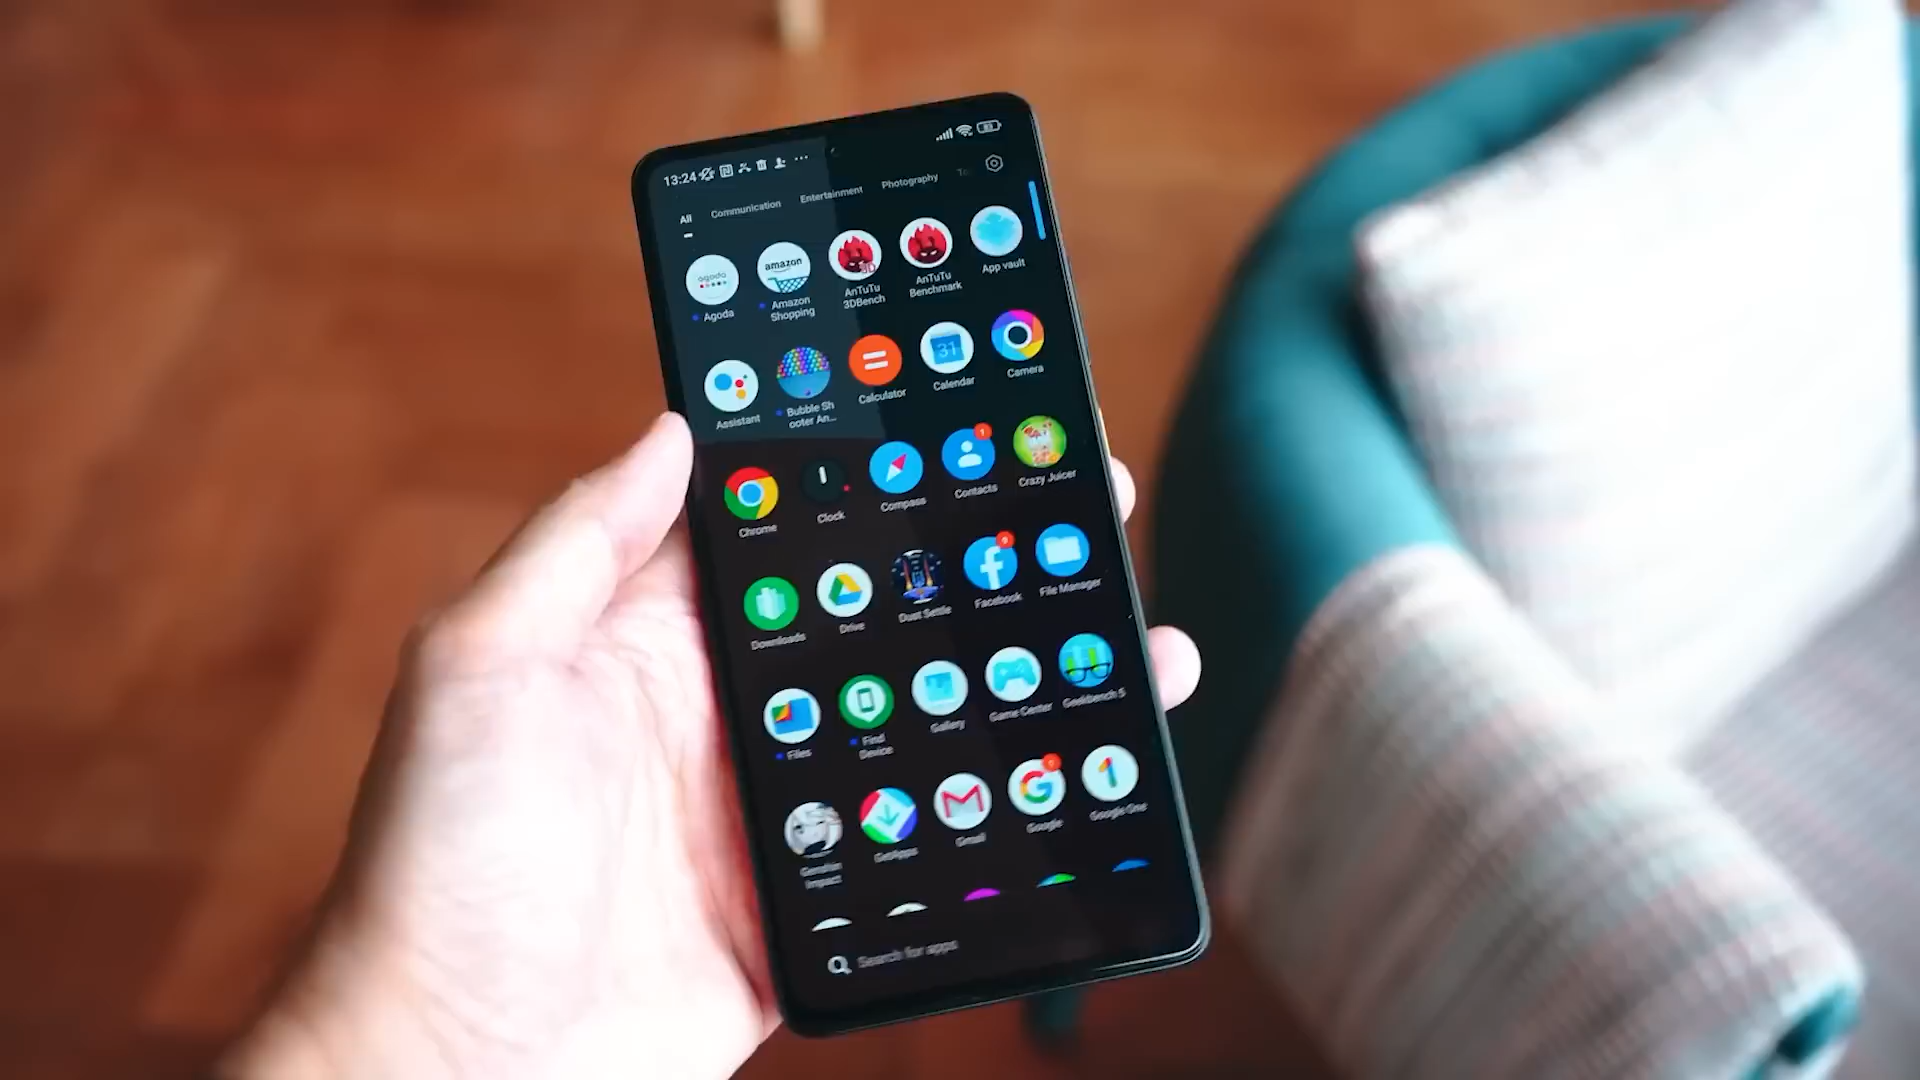 13:24
All Communication Entertainment Photography To
agoda
amazon
3D
Agoda
Amazon
Shopping
AnTuTu
3DBench
AnTuTu
Benchmark
App vault
31
Assistant
Bubble Sh
ooter An...
Calculator
Calendar
Camera
1
Chrome
Clock
Compass
Contacts
Crazy Juicer
Downloads
Drive
Dust Settle
Facebook
File Manager
Files
Find
Device
Gallery
Game Center
Geekbench 5
Genshin
Impact
GetApps
Gmail
Google
Google One
Search for apps